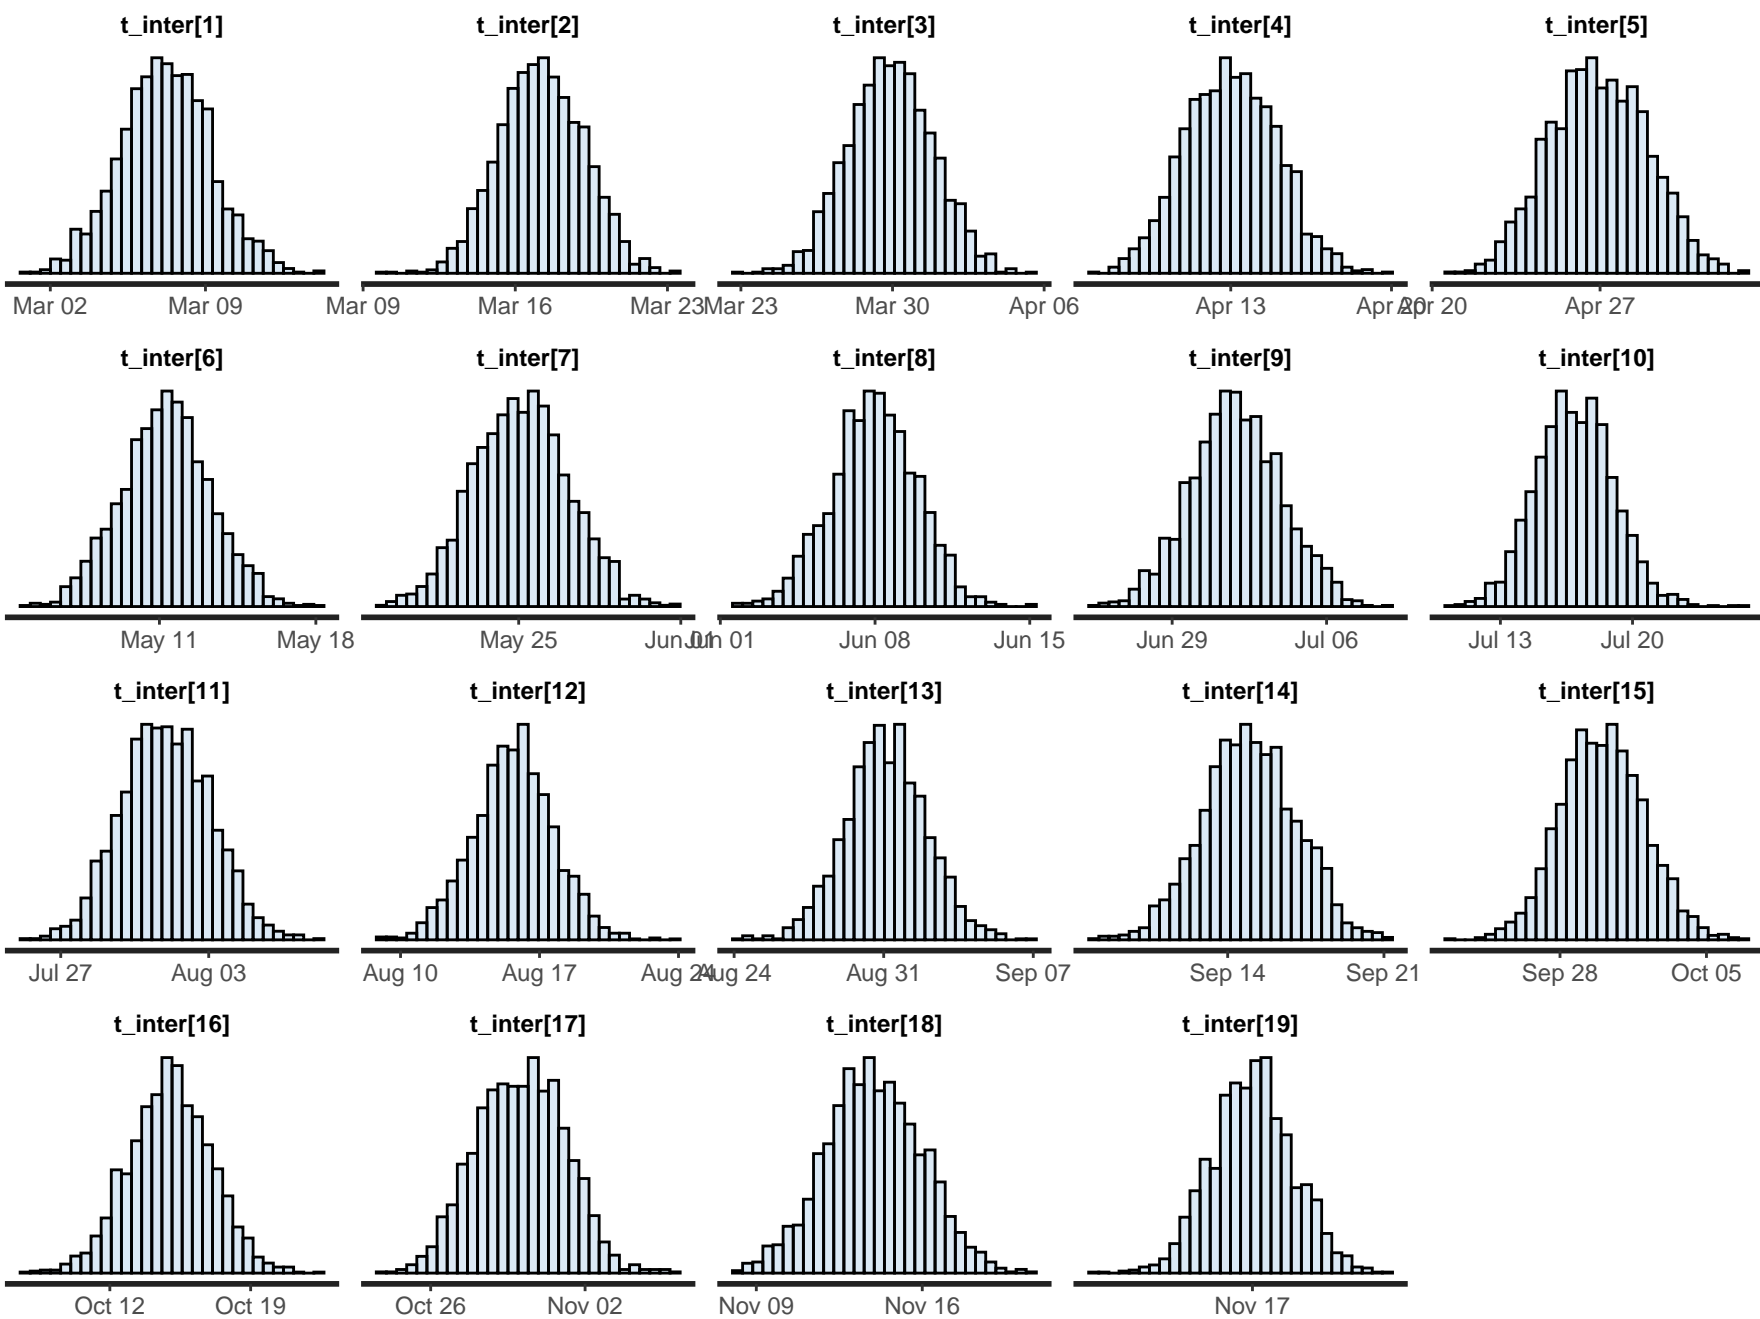 t_inter[1] t_inter[2] t_inter[3] t_inter[4] t_inter[5]
Mar 02 Mar 09 Mar 09 Mar 16 Mar 23 Mar 23 Mar 30 Apr 06 Apr 13 Apr 20 Apr 20 Apr 27
t_inter[6] t_inter[7] t_inter[8] t_inter[9] t_inter[10]
May 11 May 18 May 25 Jun 01 Jun 01 Jun 08 Jun 15 Jun 29 Jul 06 Jul 13 Jul 20
t_inter[11] t_inter[12] t_inter[13] t_inter[14] t_inter[15]
Jul 27 Aug 03 Aug 10 Aug 17 Aug 24 Aug 24 Aug 31 Sep 07 Sep 14 Sep 21 Sep 28 Oct 05
t_inter[16] t_inter[17] t_inter[18] t_inter[19]
Oct 12 Oct 19 Oct 26 Nov 02 Nov 09 Nov 16 Nov 17